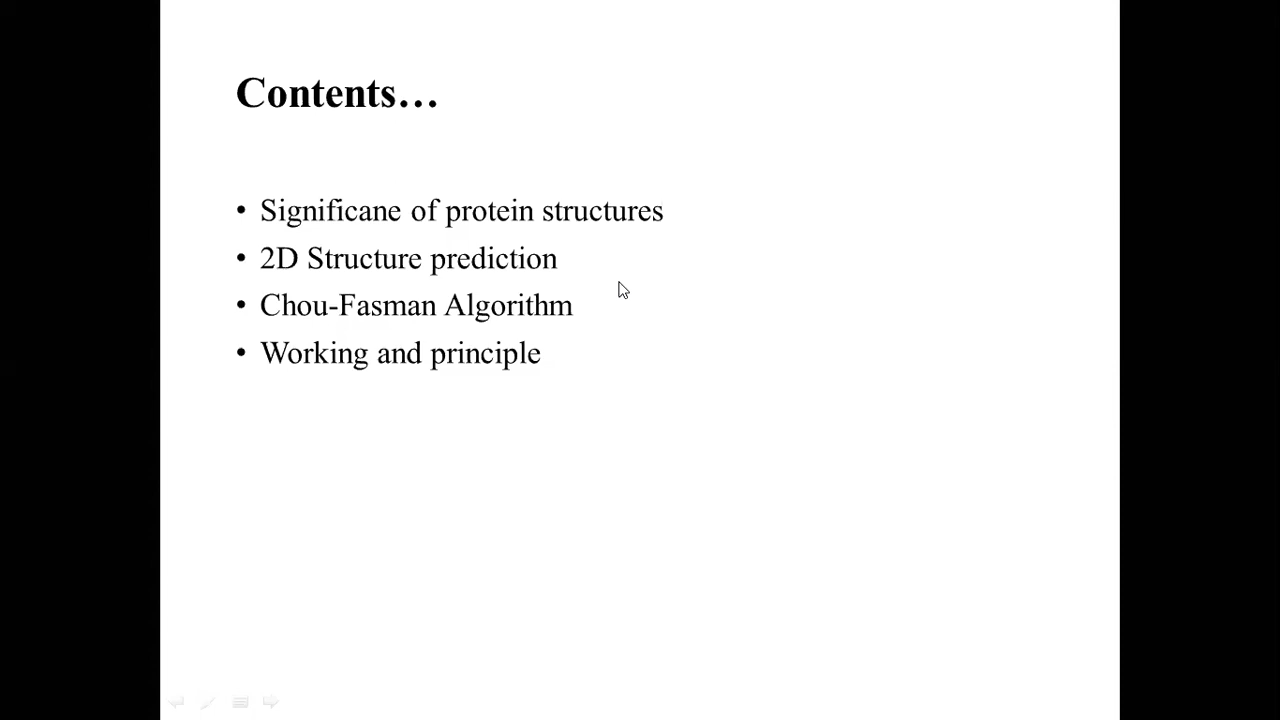 Contents…
• Significane of protein structures
• 2D Structure prediction
• Chou-Fasman Algorithm
• Working and principle